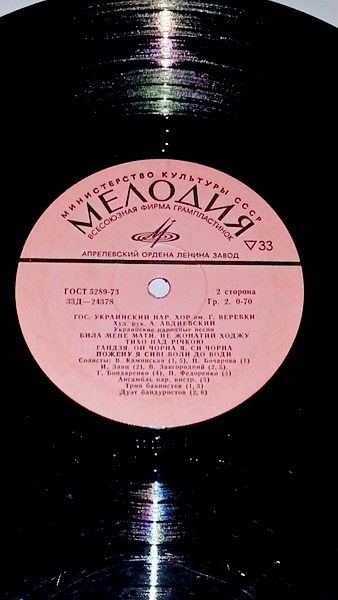 МИНИСТЕРСТВО КУЛЬТУРЫ СССР
МЕЛОДИЯ
ВСЕСОЮЗНАЯ ФИРМА ГРАМПЛАСТИНОК
33
АПРЕЛЕВСКИЙ ОРДЕНА ЛЕНИНА ЗАВОД
ГОСТ 5289-73 2 сторона
33Д—24378 Гр. 2. 0-70
ГОС. УКРАИНСКИЙ НАР. ХОР им. Г. ВЕРЕВКИ
Худ. рук. А. АВДИЕВСКИЙ
Украинские народные песни
БИЛА МЕНЕ МАТИ, НЕ ЖОНАТИЙ ХОДЖУ
ТИХО НАД РІЧКОЮ
ГАНДЗЯ, ОЙ ЧОРНА Я, СИ ЧОРНА
ПОЖЕНУ Я СИВІ ВОЛИ ДО ВОДИ
Солисты: В. Каминская (1, 5), Н. Бочарова (1)
И. Заяц (2), В. Завгородний (2, 5),
Г. Бондаренко (4), П. Федоренко (5)
Ансамбль нар. инстр. (5)
Трио баянистов (1, 3)
Дуэт бандуристов (2, 6)